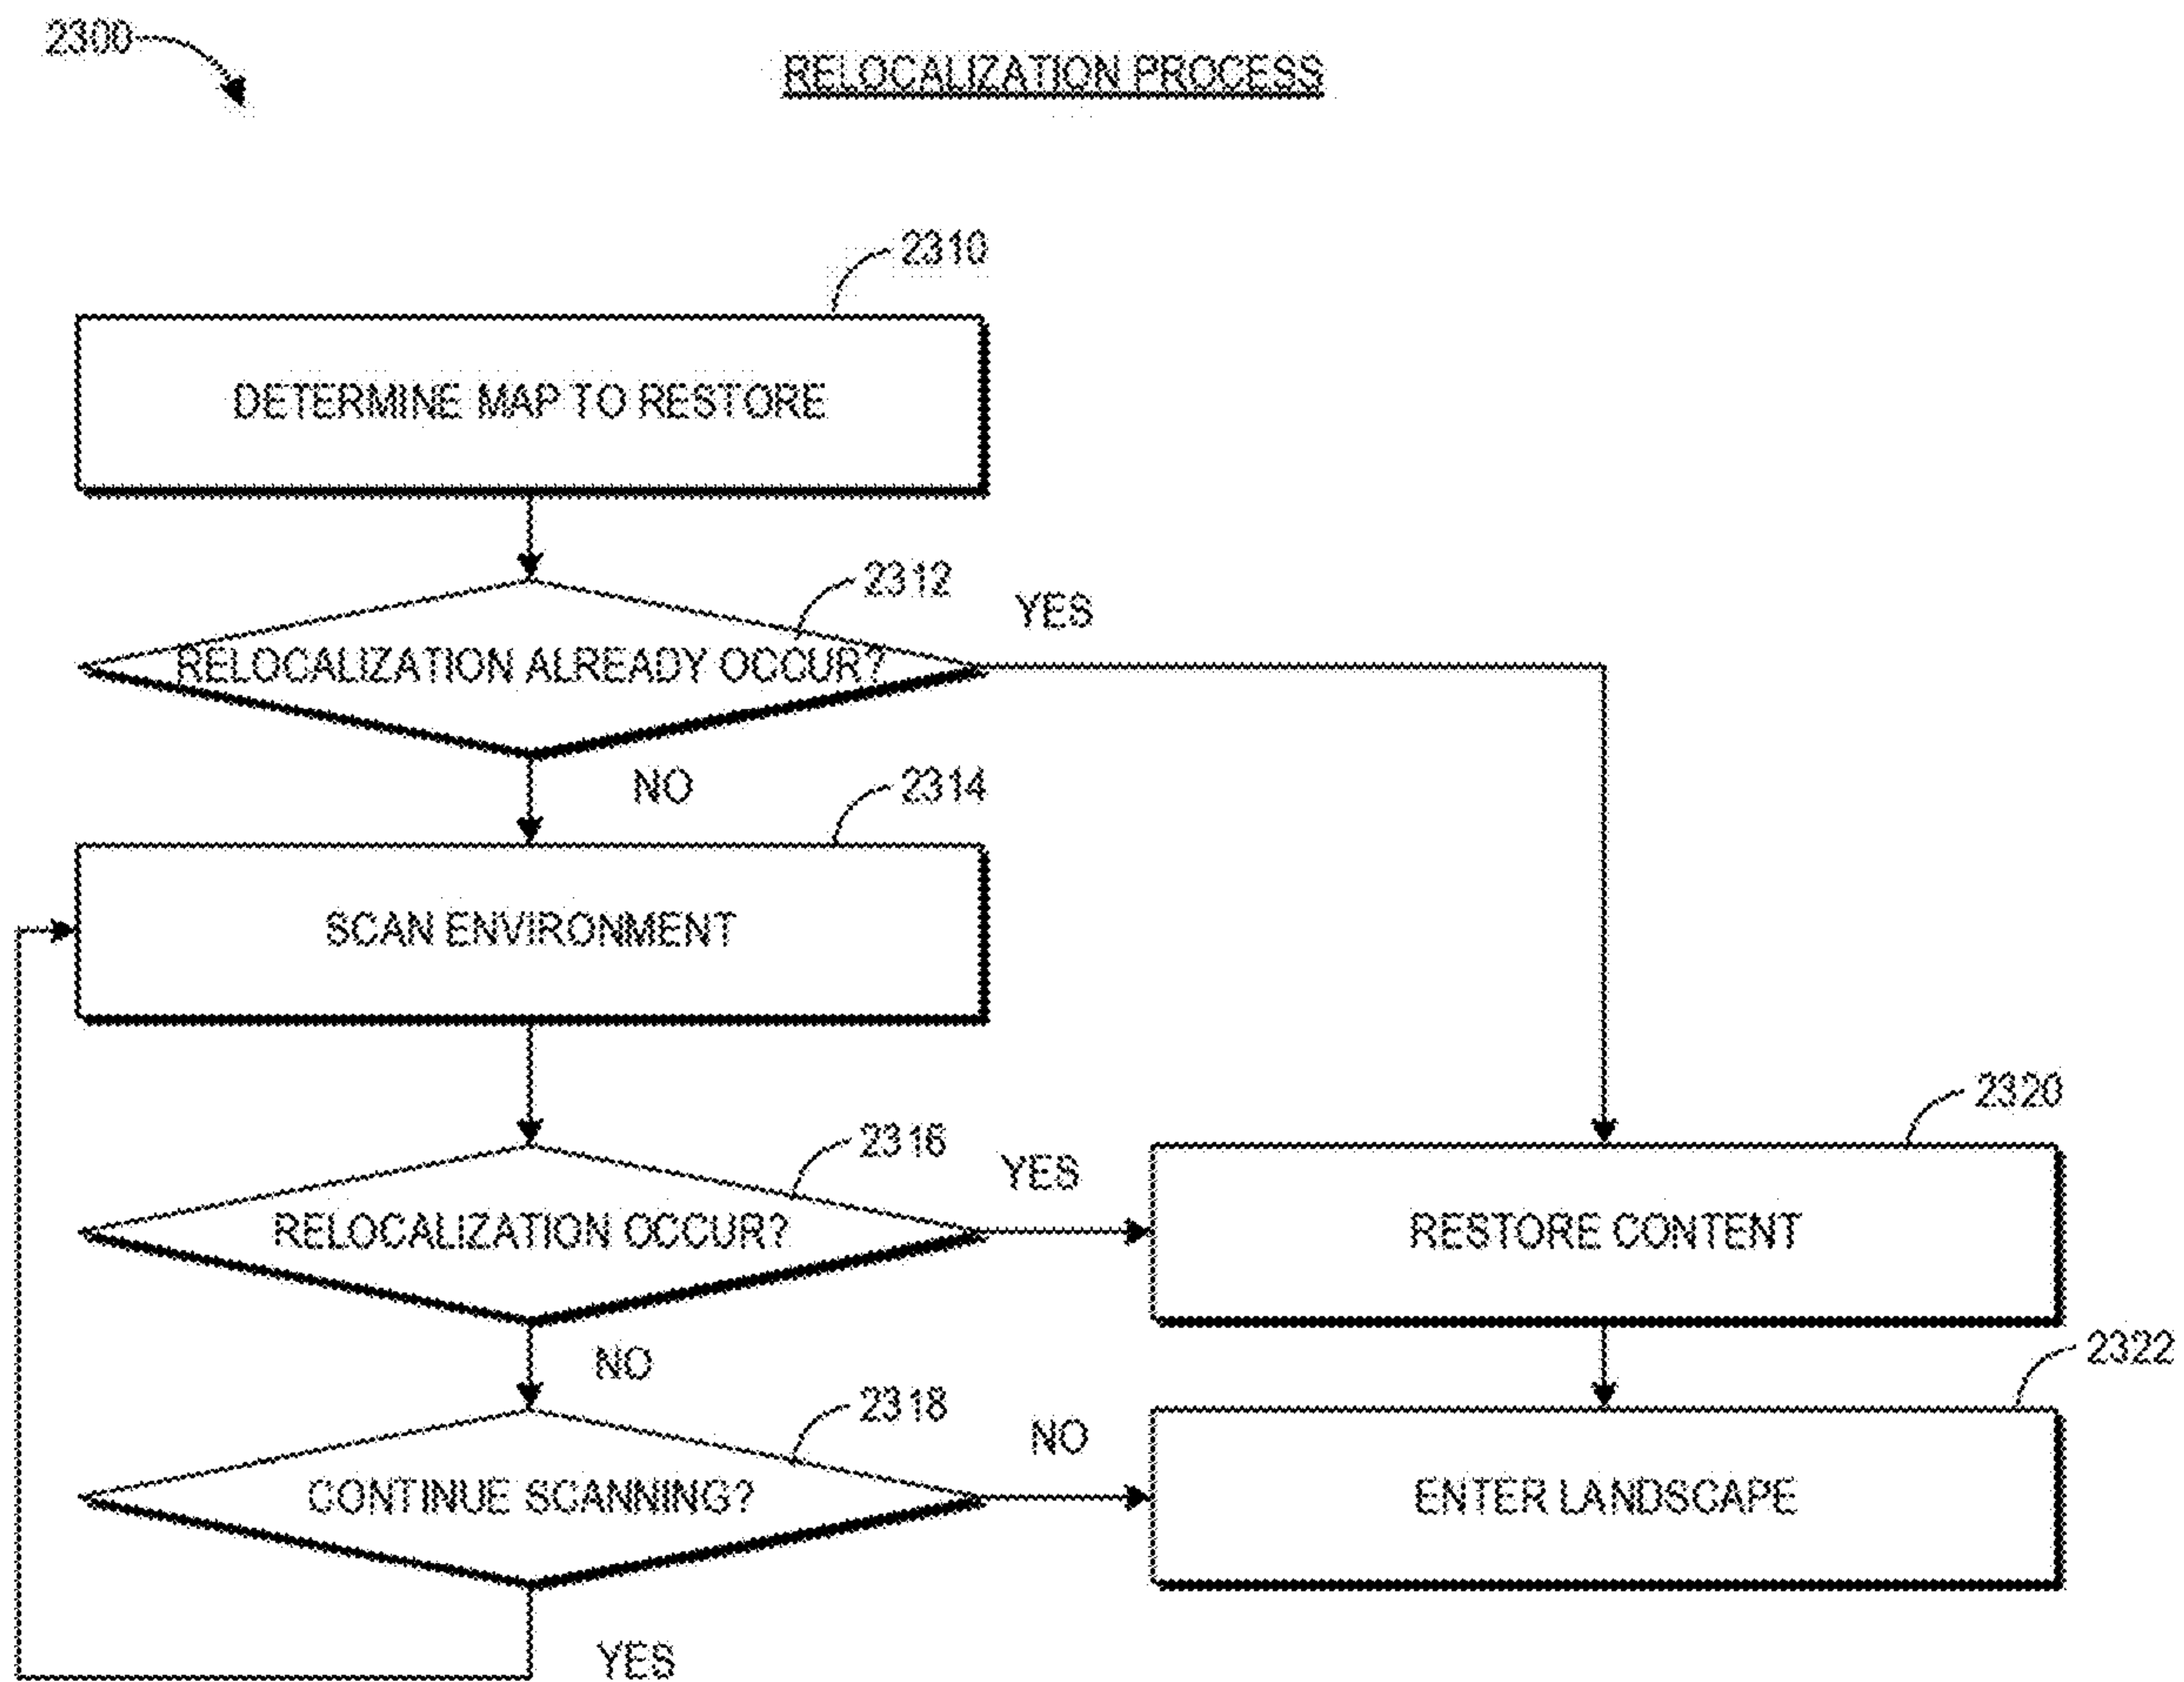 2300
RELOCALIZATION PROCESS
2310
DETERMINE MAP TO RESTORE
2312
YES
RELOCALIZATION ALREADY OCCUR?
NO
2314
SCAN ENVIRONMENT
2316
YES
2320
RELOCALIZATION OCCUR?
RESTORE CONTENT
NO
2322
2318
NO
CONTINUE SCANNING?
ENTER LANDSCAPE
YES